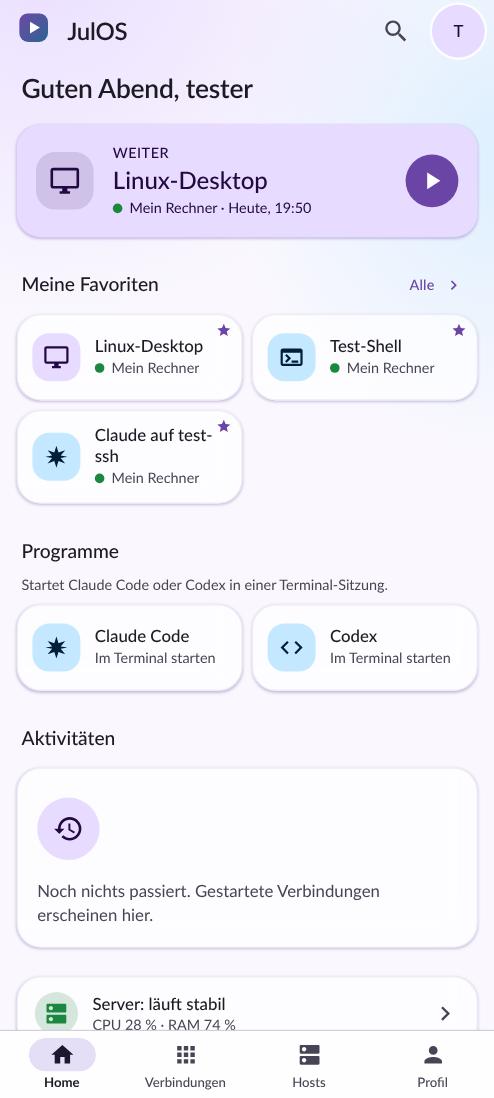 JulOS
T
Guten Abend, tester
WEITER
Linux-Desktop
Mein Rechner · Heute, 19:50
Meine Favoriten
Alle
Linux-Desktop
Mein Rechner
Test-Shell
Mein Rechner
Claude auf test-
ssh
Mein Rechner
Programme
Startet Claude Code oder Codex in einer Terminal-Sitzung.
Claude Code
Im Terminal starten
Codex
Im Terminal starten
Aktivitäten
Noch nichts passiert. Gestartete Verbindungen
erscheinen hier.
Server: läuft stabil
CPU 28 % · RAM 74 %
Home
Verbindungen
Hosts
Profil